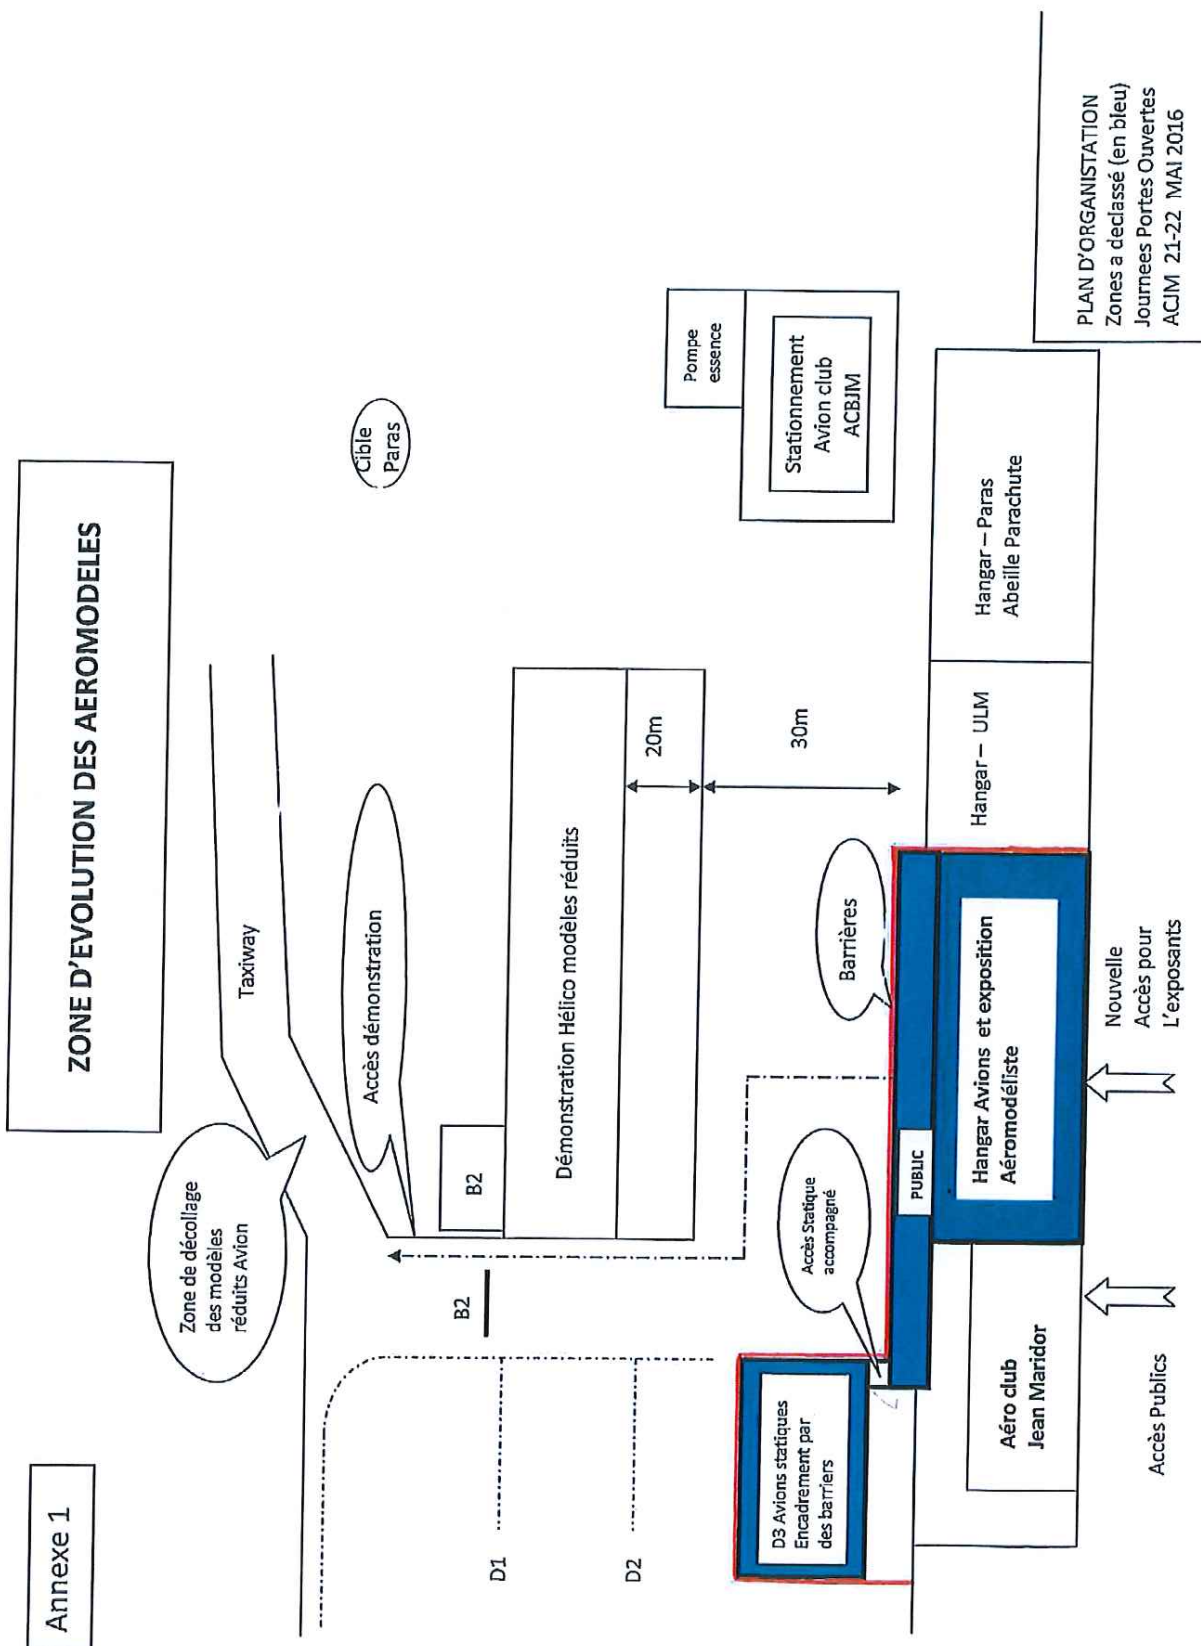 Annexe 1
ZONE D'EVOLUTION DES AEROMODELES
Taxiway
Zone de décollage
des modèles
réduits Avion
Accès démonstration
Cible
Paras
B2
B2
Démonstration Hélico modèles réduits
D1
D2
20m
30m
Pompe
essence
Stationnement
Avion club
ACBJM
Barrières
Accès Statique
accompagné
D3 Avions statiques
Encadrement par
des barriers
PUBLIC
Aéro club
Jean Maridor
Hangar Avions et exposition
Aéromodéliste
Hangar – ULM
Hangar – Paras
Abeille Parachute
Accès Publics
Nouvelle
Accès pour
L'exposants
PLAN D'ORGANISTATION
Zones a declassé (en bleu)
Journees Portes Ouvertes
ACJM 21-22 MAI 2016